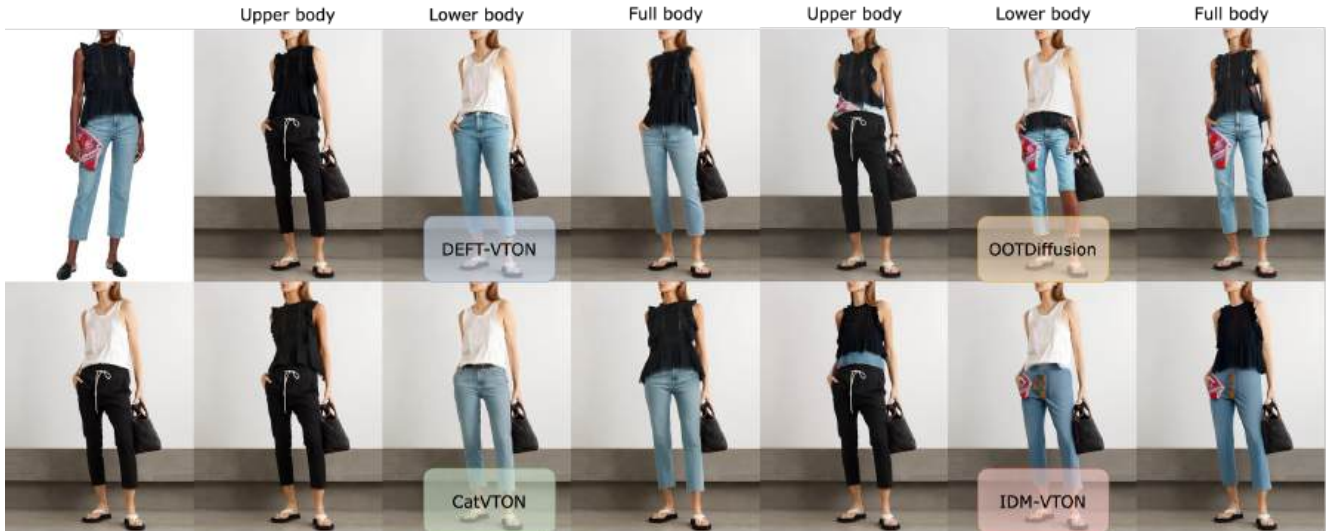 Upper body
Lower body
Full body
Upper body
Lower body
Full body
DEFT-VTON
OOTDiffusion
CatVTON
IDM-VTON